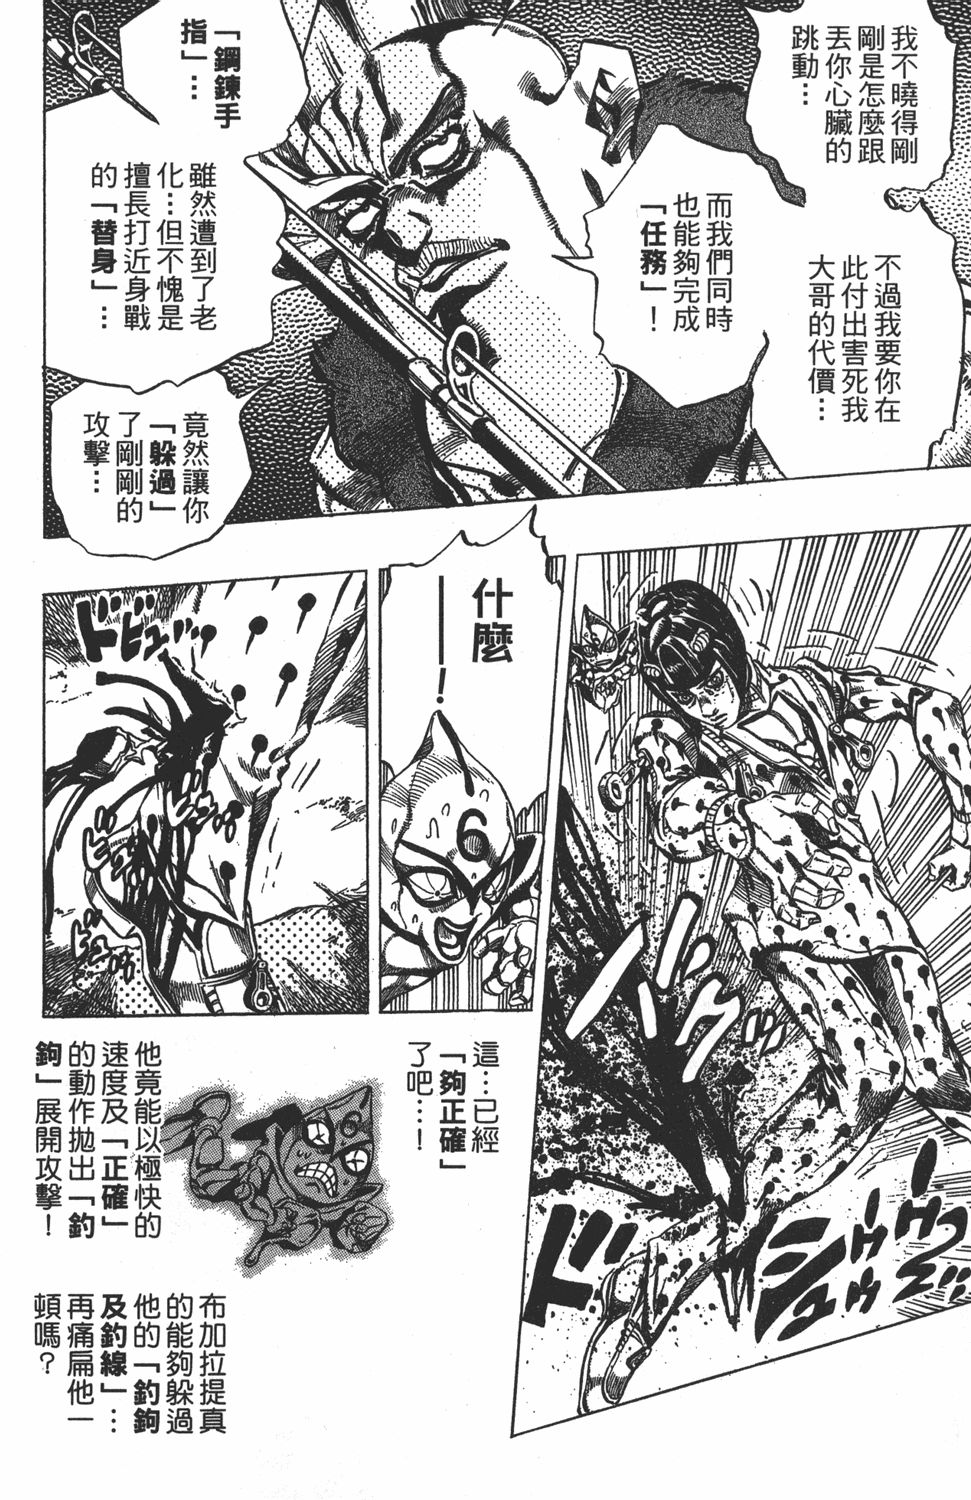 我不曉得剛
剛是怎麼跟
丟你心臟的
跳動…
不過我要你在
此付出害死我
大哥的代價…
而我們同時
也能夠完成
「任務」！
「鋼鍊手
指」…
雖然遭到了老
化…但不愧是
擅長打近身戰
的「替身」…
竟然讓你
「躲過」
了剛剛的
攻擊…
什麼
——！
ドビュッ
6
這…已經
「夠正確」
了吧…！
他竟能以極快的
速度及「正確」
的動作拋出「釣
鉤」展開攻擊！
布加拉提真
的能夠躲過
他的「釣鉤
及釣線」…
再痛扁他一
頓嗎？